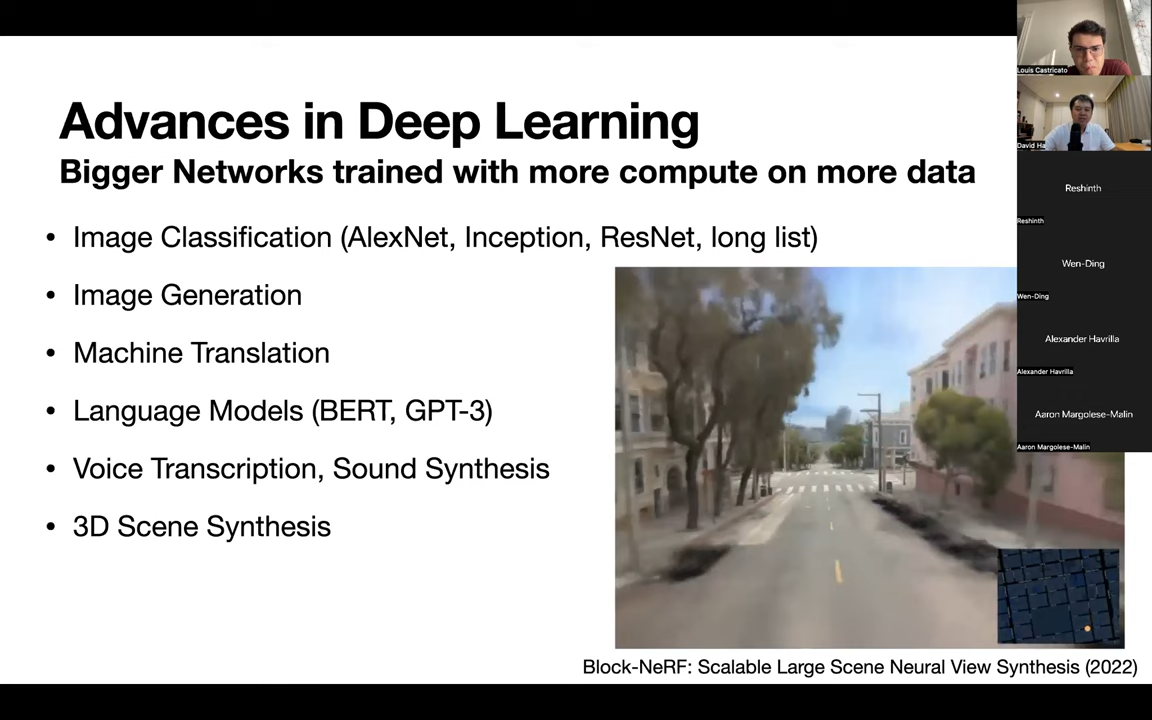 Advances in Deep Learning
Bigger Networks trained with more compute on more data
• Image Classification (AlexNet, Inception, ResNet, long list)
• Image Generation
• Machine Translation
• Language Models (BERT, GPT-3)
• Voice Transcription, Sound Synthesis
• 3D Scene Synthesis
Block-NeRF: Scalable Large Scene Neural View Synthesis (2022)
Louis Castricato
David Ha
Reshinth
Reshinth
Wen-Ding
Wen-Ding
Alexander Havrilla
Alexander Havrilla
Aaron Margolese-Malin
Aaron Margolese-Malin